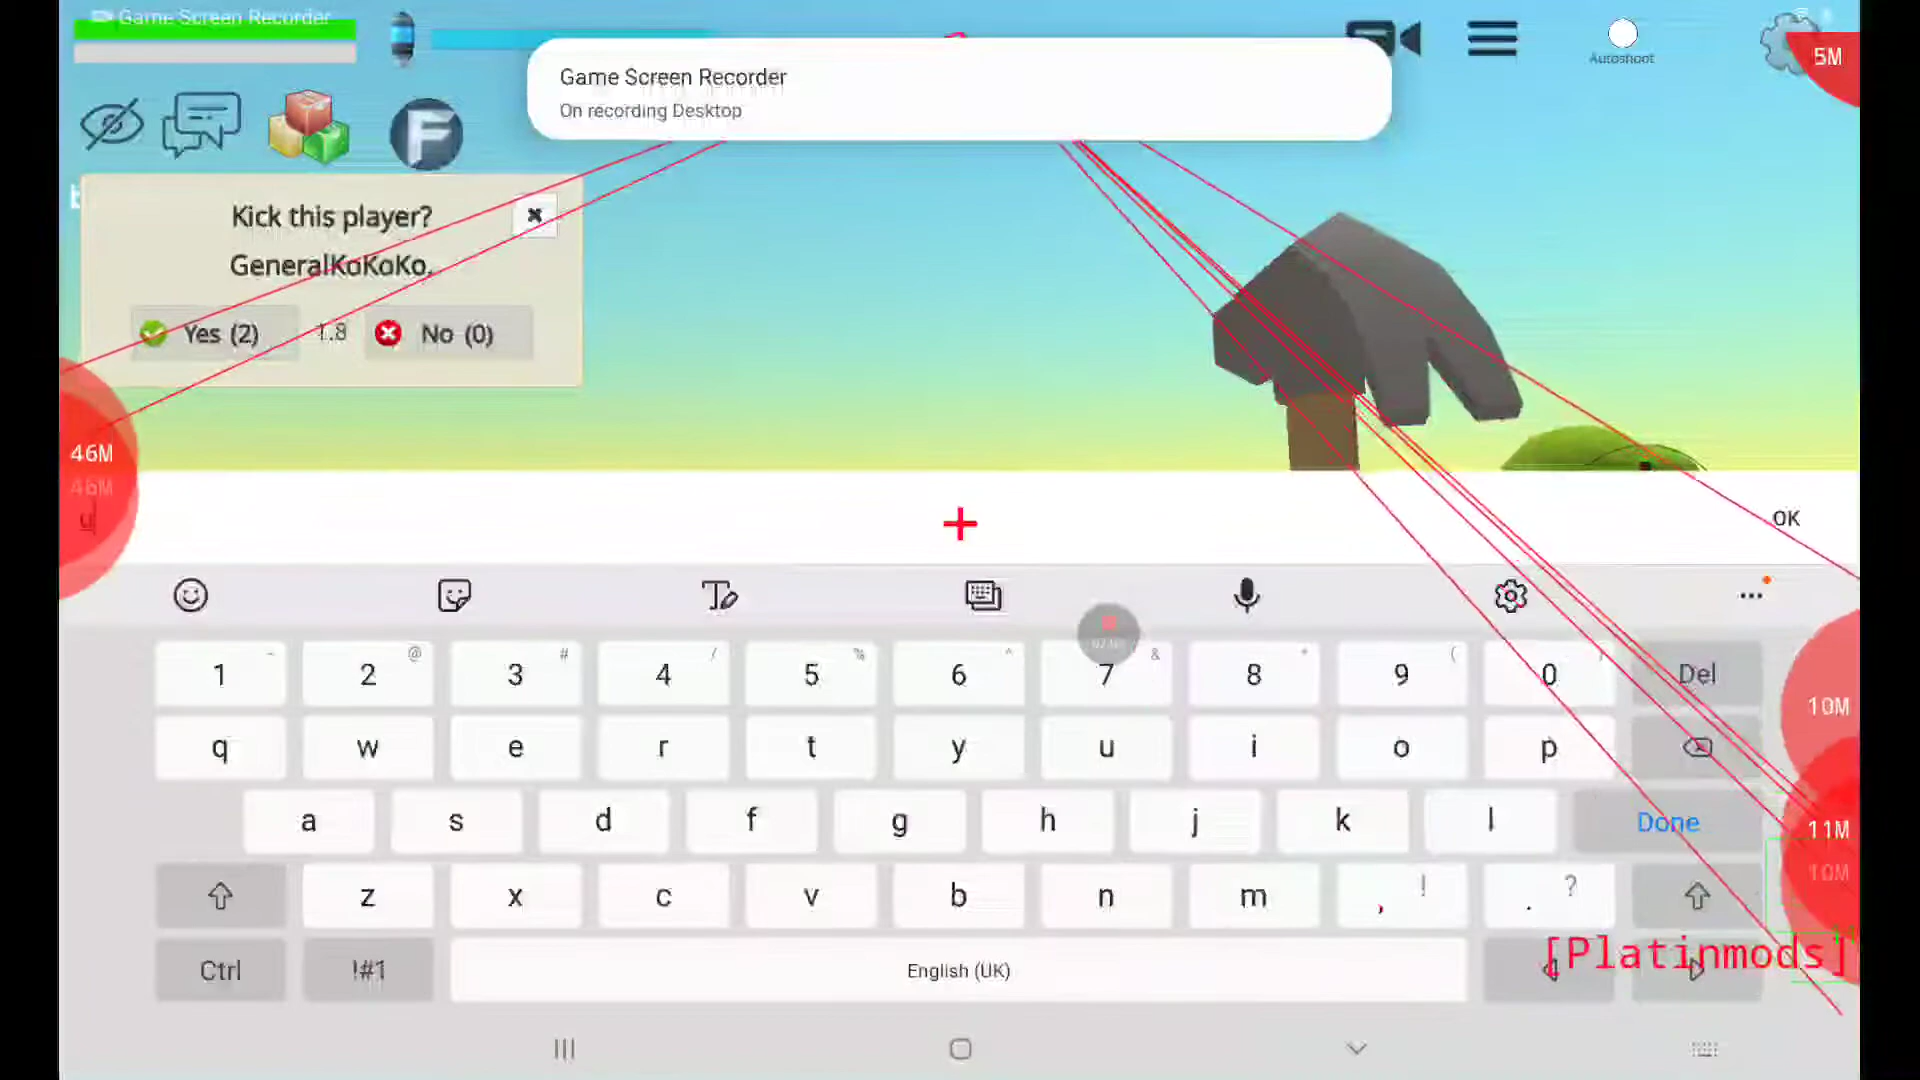 Game Screen Recorder
Game Screen Recorder
On recording Desktop
Autoshoot
5M
F
Kick this player?
GeneralKoKoKo.
Yes (2)
1.8
No (0)
46M
46M
u
OK
1 2 @ 3 # 4 / 5 % 6 ^ 7 & 8 * 9 ( 0 ) Del
10M
q w e r t y u i o p
a s d f g h j k l Done
11M
10M
z x c v b n m , ! . ?
[Platinmods]
Ctrl !#1 English (UK)